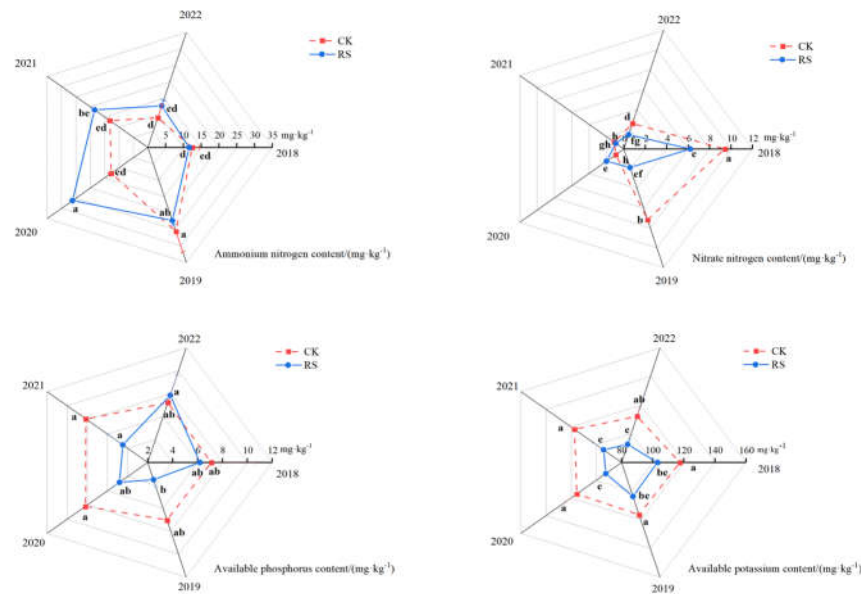 2022
CK
RS
2021
cd
bc
cd
d
5 10 15 20 25 30 35 mg·kg⁻¹
d cd
2018
cd
a
ab
a
2020
Ammonium nitrogen content/(mg·kg⁻¹)
2019
2022
CK
RS
2021
d
h
fg
2 4 6 8 10 12 mg·kg⁻¹
2018
gh
h
c
a
e
ef
b
2020
Nitrate nitrogen content/(mg·kg⁻¹)
2019
2022
CK
RS
2021
a
ab
a
a
2 4 6 8 10 12 mg·kg⁻¹
2018
ab ab
ab
b
a
ab
2020
Available phosphorus content/(mg·kg⁻¹)
2019
2022
CK
RS
2021
ab
a
c
c
80 100 120 140 160 mg·kg⁻¹
2018
bc a
c
bc
a
a
2020
Available potassium content/(mg·kg⁻¹)
2019